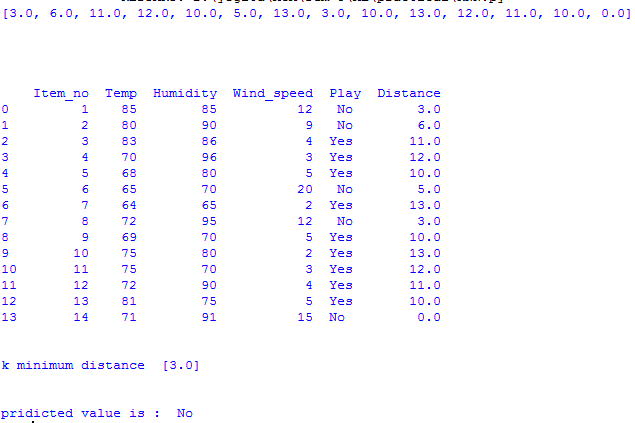 [3.0, 6.0, 11.0, 12.0, 10.0, 5.0, 13.0, 3.0, 10.0, 13.0, 12.0, 11.0, 10.0, 0.0]
Item_no Temp Humidity Wind_speed Play Distance
0 1 85 85 12 No 3.0
1 2 80 90 9 No 6.0
2 3 83 86 4 Yes 11.0
3 4 70 96 3 Yes 12.0
4 5 68 80 5 Yes 10.0
5 6 65 70 20 No 5.0
6 7 64 65 2 Yes 13.0
7 8 72 95 12 No 3.0
8 9 69 70 5 Yes 10.0
9 10 75 80 2 Yes 13.0
10 11 75 70 3 Yes 12.0
11 12 72 90 4 Yes 11.0
12 13 81 75 5 Yes 10.0
13 14 71 91 15 No 0.0
k minimum distance [3.0]
pridicted value is : No